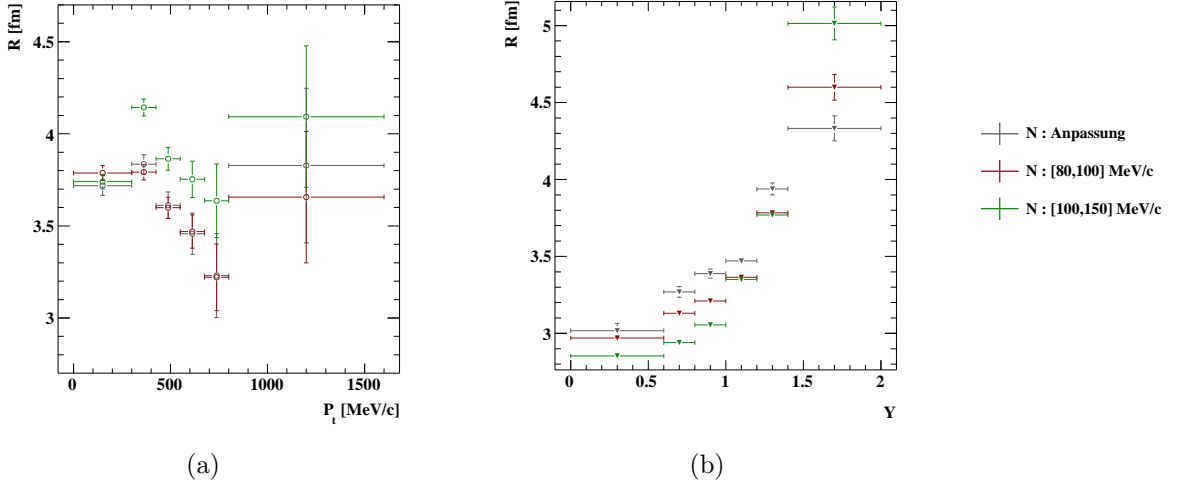 R [fm]
4.5
4
3.5
3
0
500
1000
1500
P_t [MeV/c]
(a)
R [fm]
5
4.5
4
3.5
3
0
0.5
1
1.5
2
Y
(b)
N : Anpassung
N : [80,100] MeV/c
N : [100,150] MeV/c